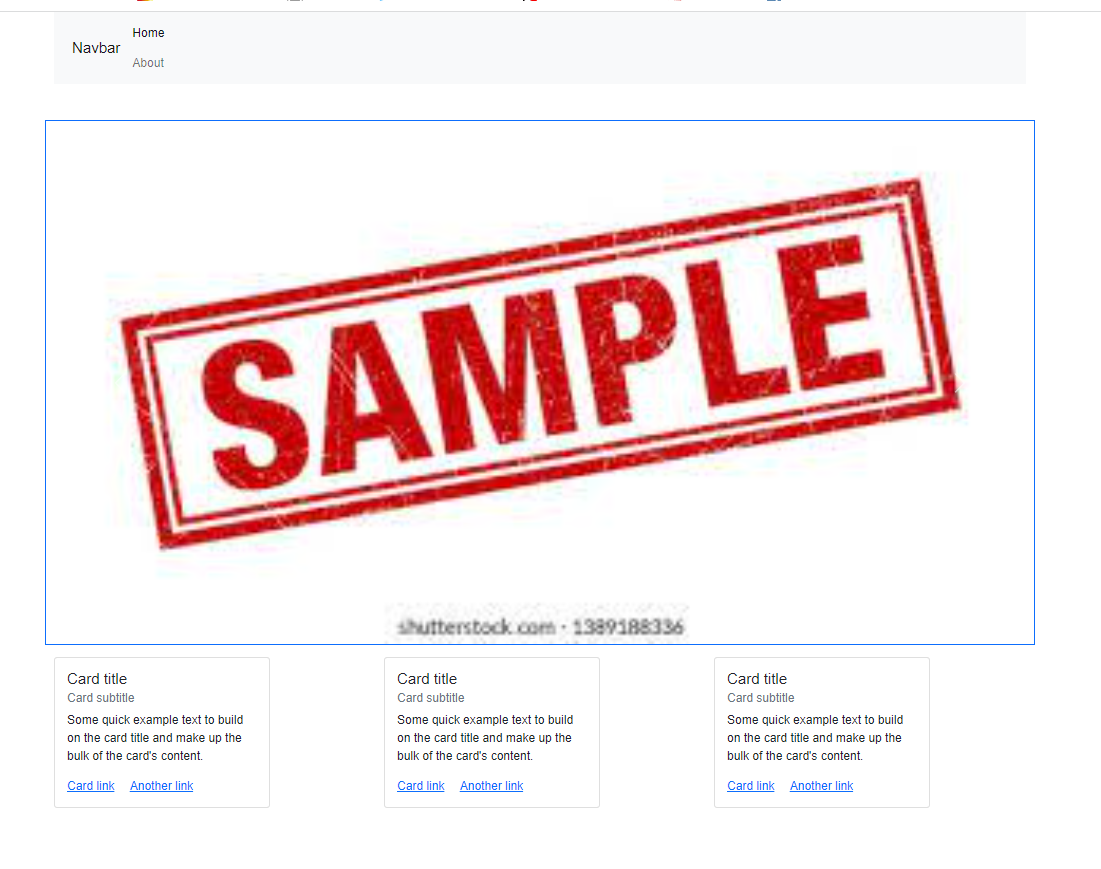 Home
Navbar
About
SAMPLE
shutterstock.com · 1389188336
Card title
Card subtitle
Some quick example text to build
on the card title and make up the
bulk of the card's content.
Card link Another link
Card title
Card subtitle
Some quick example text to build
on the card title and make up the
bulk of the card's content.
Card link Another link
Card title
Card subtitle
Some quick example text to build
on the card title and make up the
bulk of the card's content.
Card link Another link